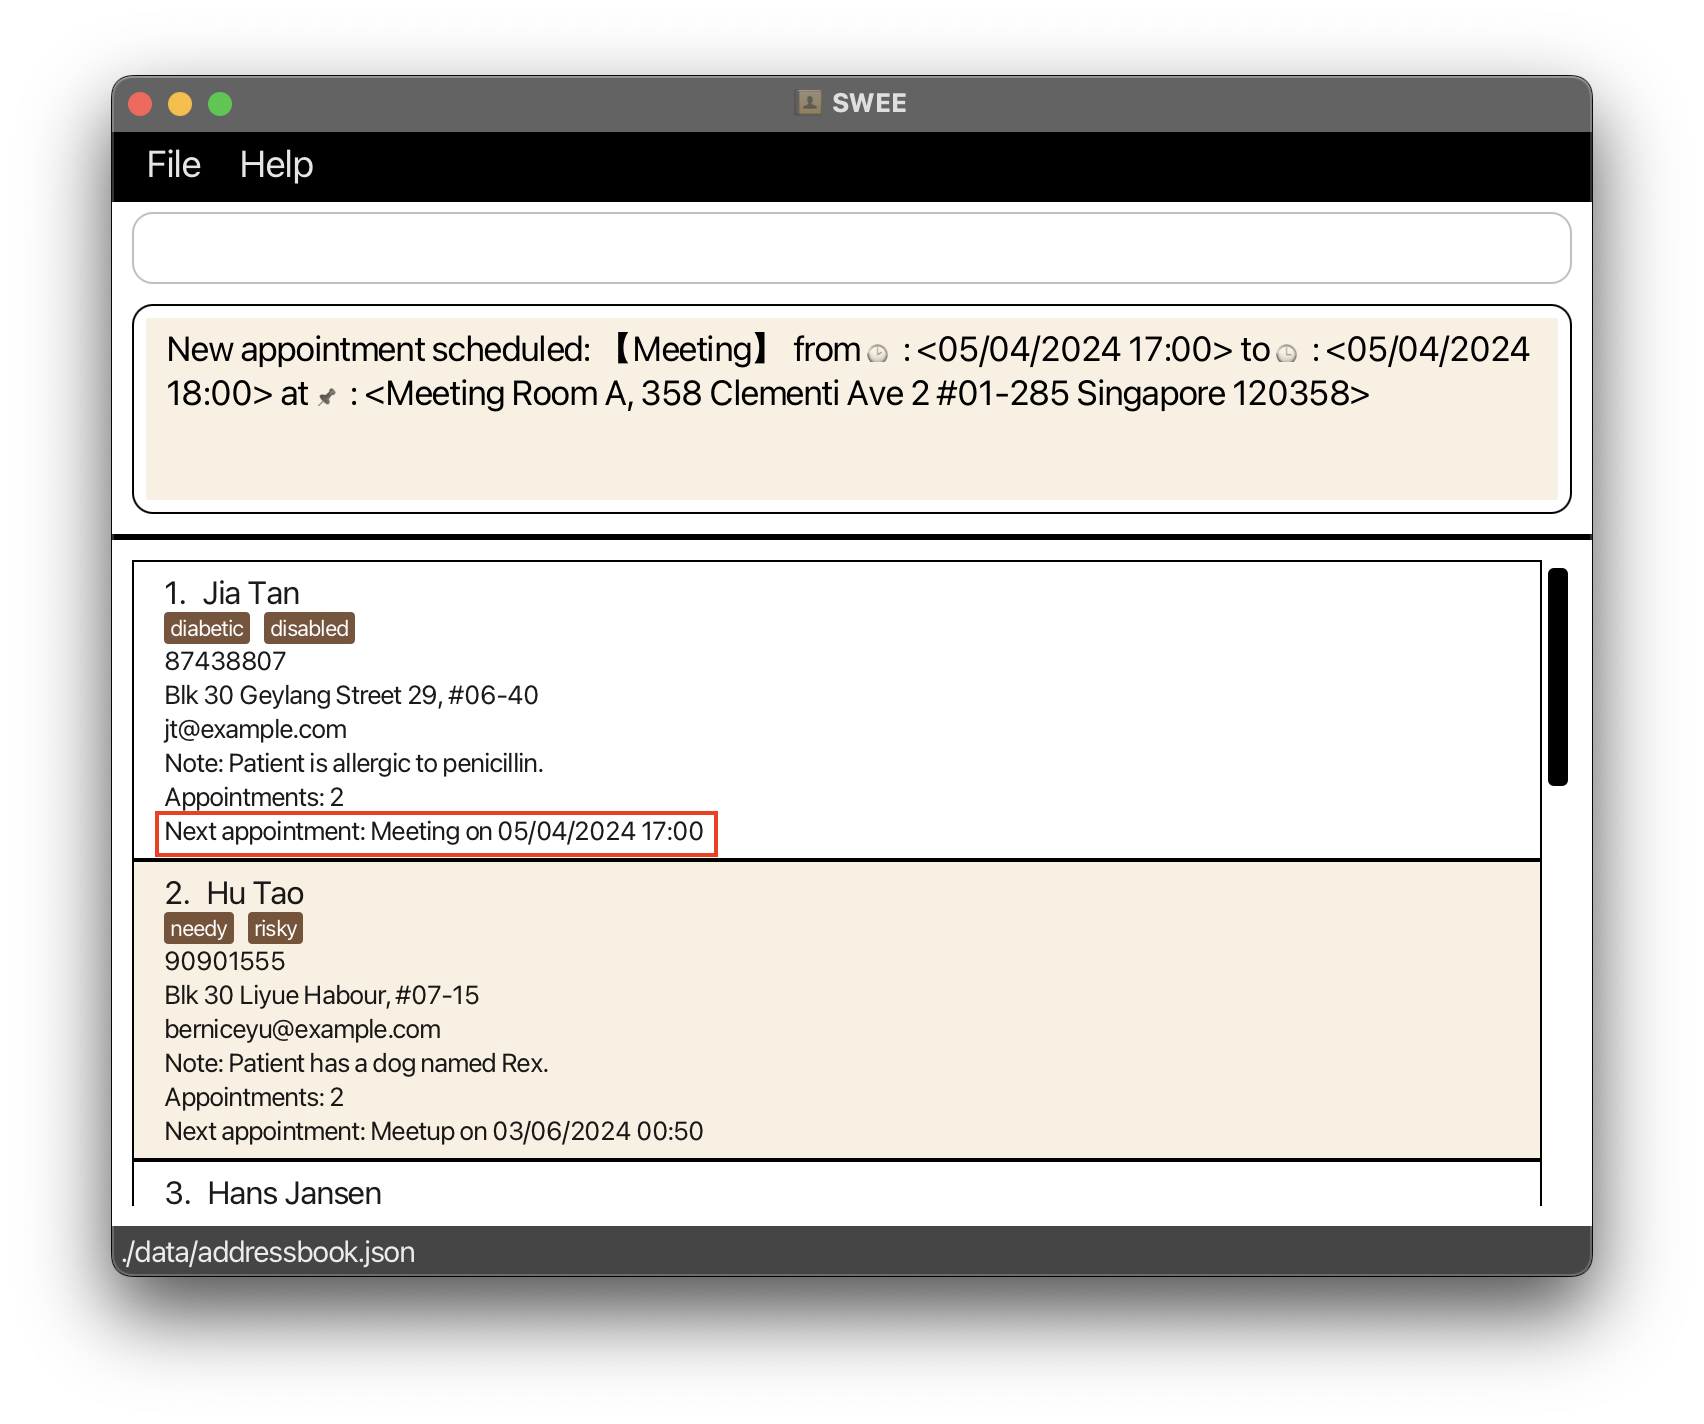 SWEE
File Help
New appointment scheduled: 【Meeting】 from🕒 : <05/04/2024 17:00> to🕒 : <05/04/2024
18:00> at📌 : <Meeting Room A, 358 Clementi Ave 2 #01-285 Singapore 120358>
1. Jia Tan
diabetic disabled
87438807
Blk 30 Geylang Street 29, #06-40
jt@example.com
Note: Patient is allergic to penicillin.
Appointments: 2
Next appointment: Meeting on 05/04/2024 17:00
2. Hu Tao
needy risky
90901555
Blk 30 Liyue Habour, #07-15
berniceyu@example.com
Note: Patient has a dog named Rex.
Appointments: 2
Next appointment: Meetup on 03/06/2024 00:50
3. Hans Jansen
./data/addressbook.json